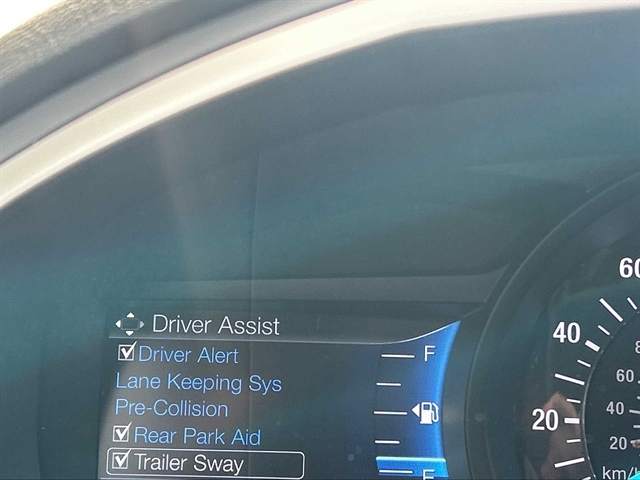 Driver Assist
Driver Alert
Lane Keeping Sys
Pre-Collision
Rear Park Aid
Trailer Sway
F
E
60
40
20
8
40
20
km/h